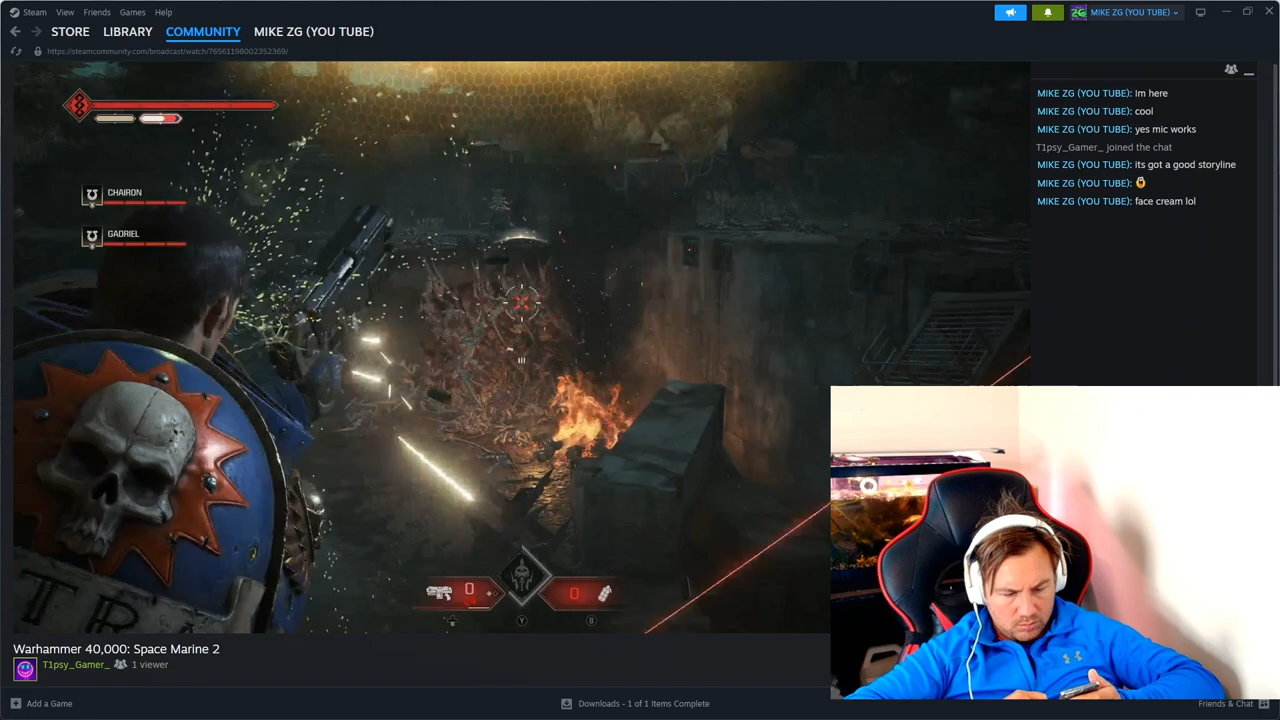 Steam View Friends Games Help
MIKE ZG (YOU TUBE)
STORE LIBRARY COMMUNITY MIKE ZG (YOU TUBE)
https://steamcommunity.com/broadcast/watch/76561198002352369/
CHAIRON
GADRIEL
0
0
Y
B
MIKE ZG (YOU TUBE): Im here
MIKE ZG (YOU TUBE): cool
MIKE ZG (YOU TUBE): yes mic works
T1psy_Gamer_ joined the chat
MIKE ZG (YOU TUBE): its got a good storyline
MIKE ZG (YOU TUBE):
MIKE ZG (YOU TUBE): face cream lol
Warhammer 40,000: Space Marine 2
T1psy_Gamer_ 1 viewer
Add a Game
Downloads - 1 of 1 Items Complete
Friends & Chat